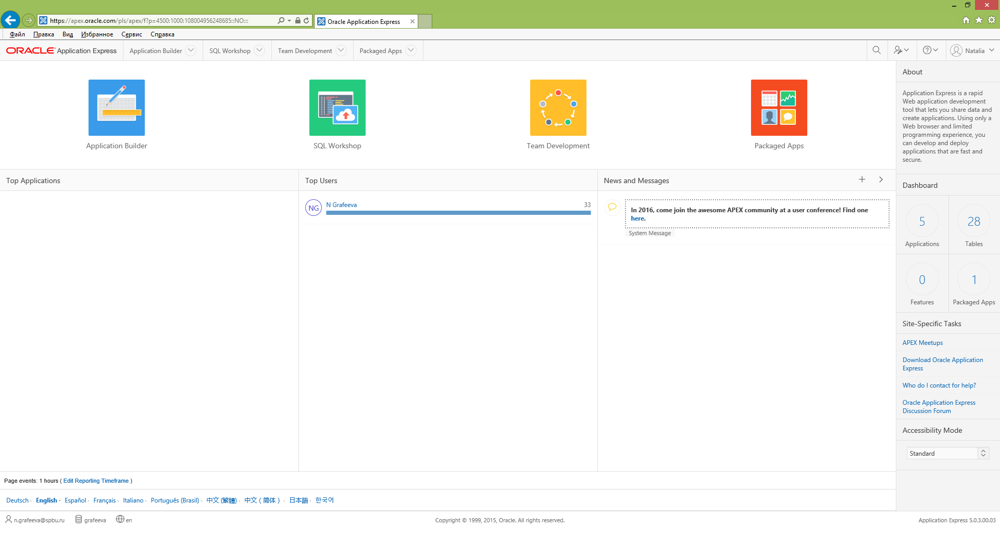 https://apex.oracle.com/pls/apex/f?p=4500:1000:108004956248685::NO:::
Oracle Application Express
Файл Правка Вид Избранное Сервис Справка
ORACLE Application Express
Application Builder
SQL Workshop
Team Development
Packaged Apps
Natalia
Application Builder
SQL Workshop
Team Development
Packaged Apps
Top Applications
Top Users
NG
N Grafeeva
33
News and Messages
In 2016, come join the awesome APEX community at a user conference! Find one
here.
System Message
About
Application Express is a rapid
Web application development
tool that lets you share data and
create applications. Using only a
Web browser and limited
programming experience, you
can develop and deploy
applications that are fast and
secure.
Dashboard
5
Applications
28
Tables
0
Features
1
Packaged Apps
Site-Specific Tasks
APEX Meetups
Download Oracle Application
Express
Who do I contact for help?
Oracle Application Express
Discussion Forum
Accessibility Mode
Standard
Page events: 1 hours ( Edit Reporting Timeframe )
Deutsch · English · Español · Français · Italiano · Português (Brasil) · 中文 (繁體) · 中文 ( 简体 ) · 日本語 · 한국어
n.grafeeva@spbu.ru grafeeva en
Copyright © 1999, 2015, Oracle. All rights reserved.
Application Express 5.0.3.00.03